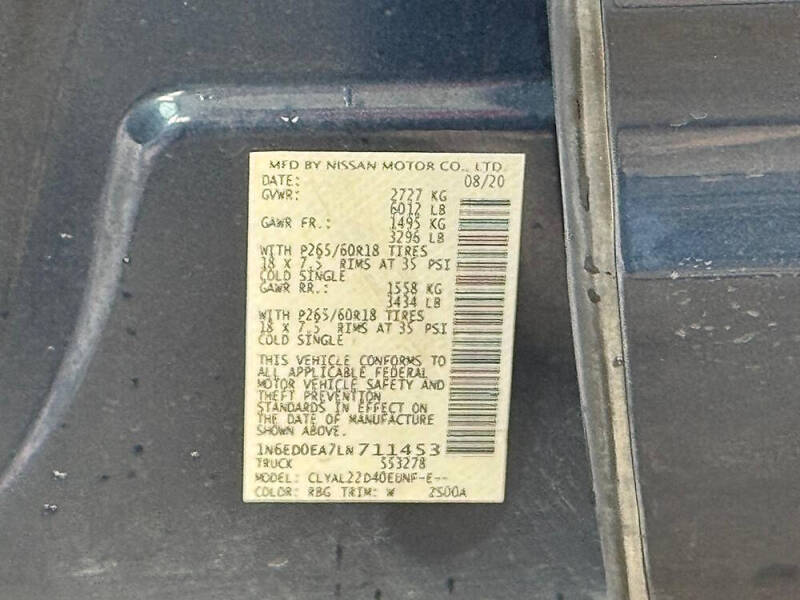 MFD BY NISSAN MOTOR CO., LTD.
DATE: 08/20
GVWR: 2727 KG
6012 LB
GAWR FR.: 1495 KG
3296 LB
WITH P265/60R18 TIRES
18 X 7.5 RIMS AT 35 PSI
COLD SINGLE
GAWR RR.: 1558 KG
3434 LB
WITH P265/60R18 TIRES
18 X 7.5 RIMS AT 35 PSI
COLD SINGLE
THIS VEHICLE CONFORMS TO
ALL APPLICABLE FEDERAL
MOTOR VEHICLE SAFETY AND
THEFT PREVENTION
STANDARDS IN EFFECT ON
THE DATE OF MANUFACTURE
SHOWN ABOVE.
1N6ED0EA7LN711453
TRUCK 553278
MODEL:
COLOR: RBG TRIM: W 2500A